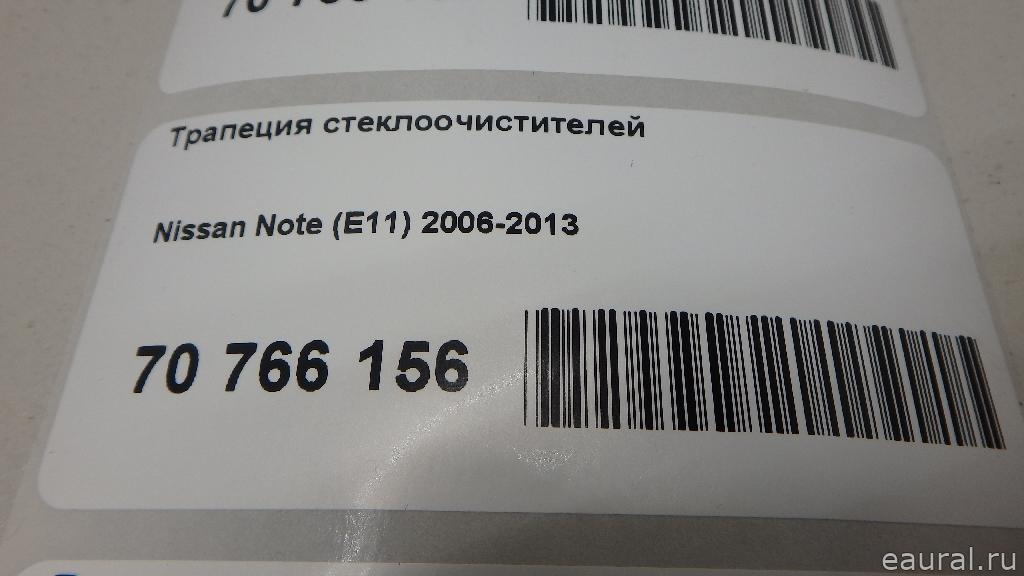 Трапеция стеклоочистителей
Nissan Note (E11) 2006-2013
70 766 156
eaural.ru